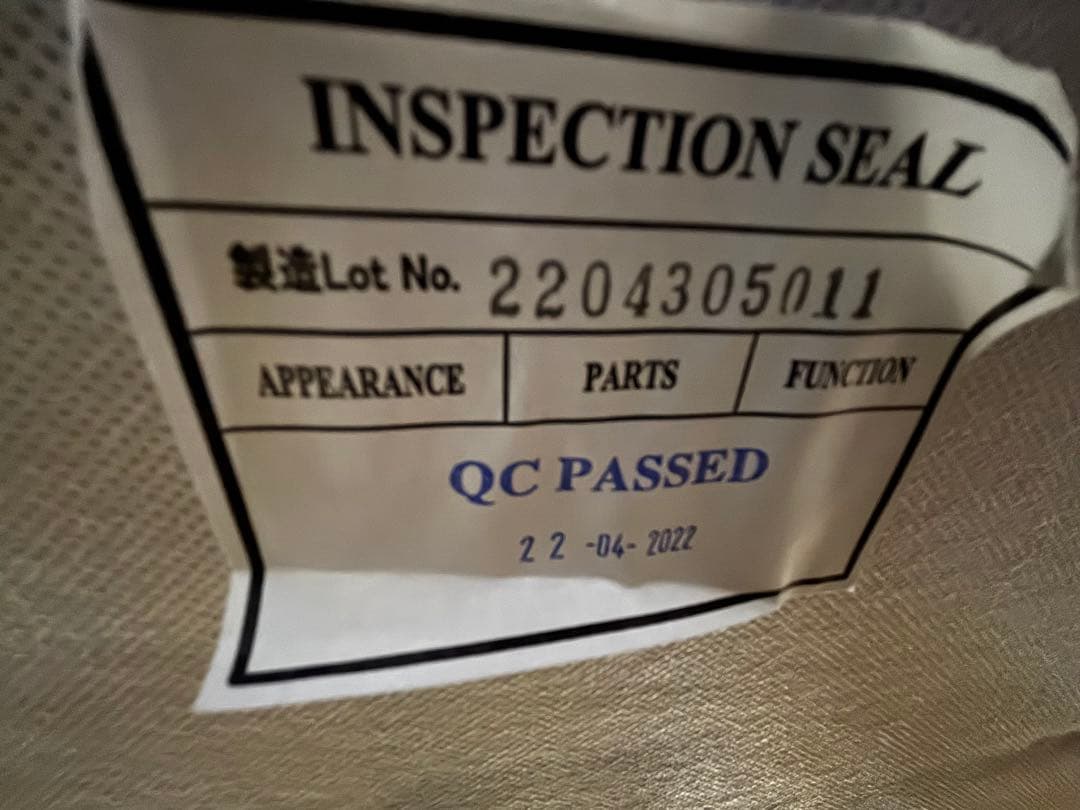 INSPECTION SEAL
製造Lot No. 2204305011
APPEARANCE PARTS FUNCTION
QC PASSED
22 -04- 2022